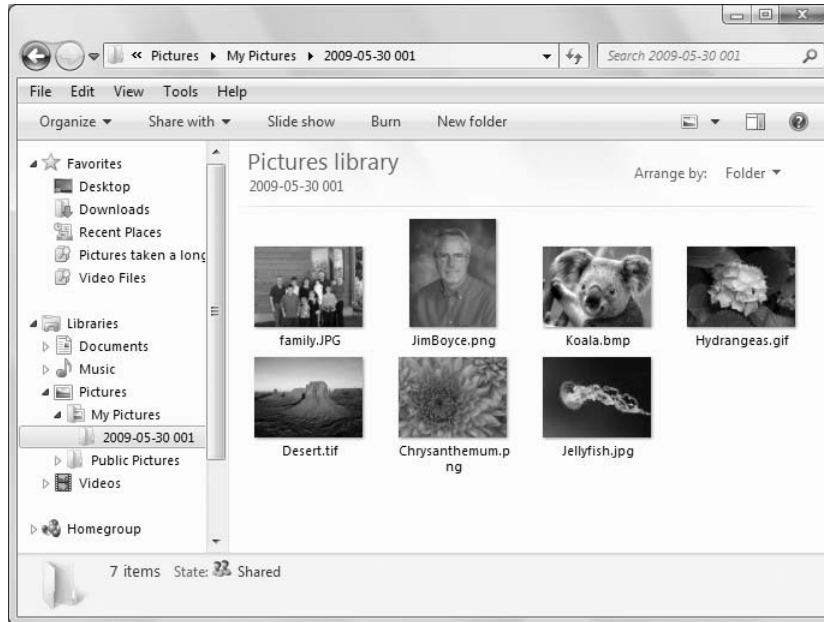 « Pictures ▸ My Pictures ▸ 2009-05-30 001
Search 2009-05-30 001
File Edit View Tools Help
Organize Share with Slide show Burn New folder
Favorites
Desktop
Downloads
Recent Places
Pictures taken a long
Video Files
Libraries
Documents
Music
Pictures
My Pictures
2009-05-30 001
Public Pictures
Videos
Homegroup
Pictures library
2009-05-30 001
Arrange by: Folder
family.JPG
JimBoyce.png
Koala.bmp
Hydrangeas.gif
Desert.tif
Chrysanthemum.p
ng
Jellyfish.jpg
7 items State: Shared